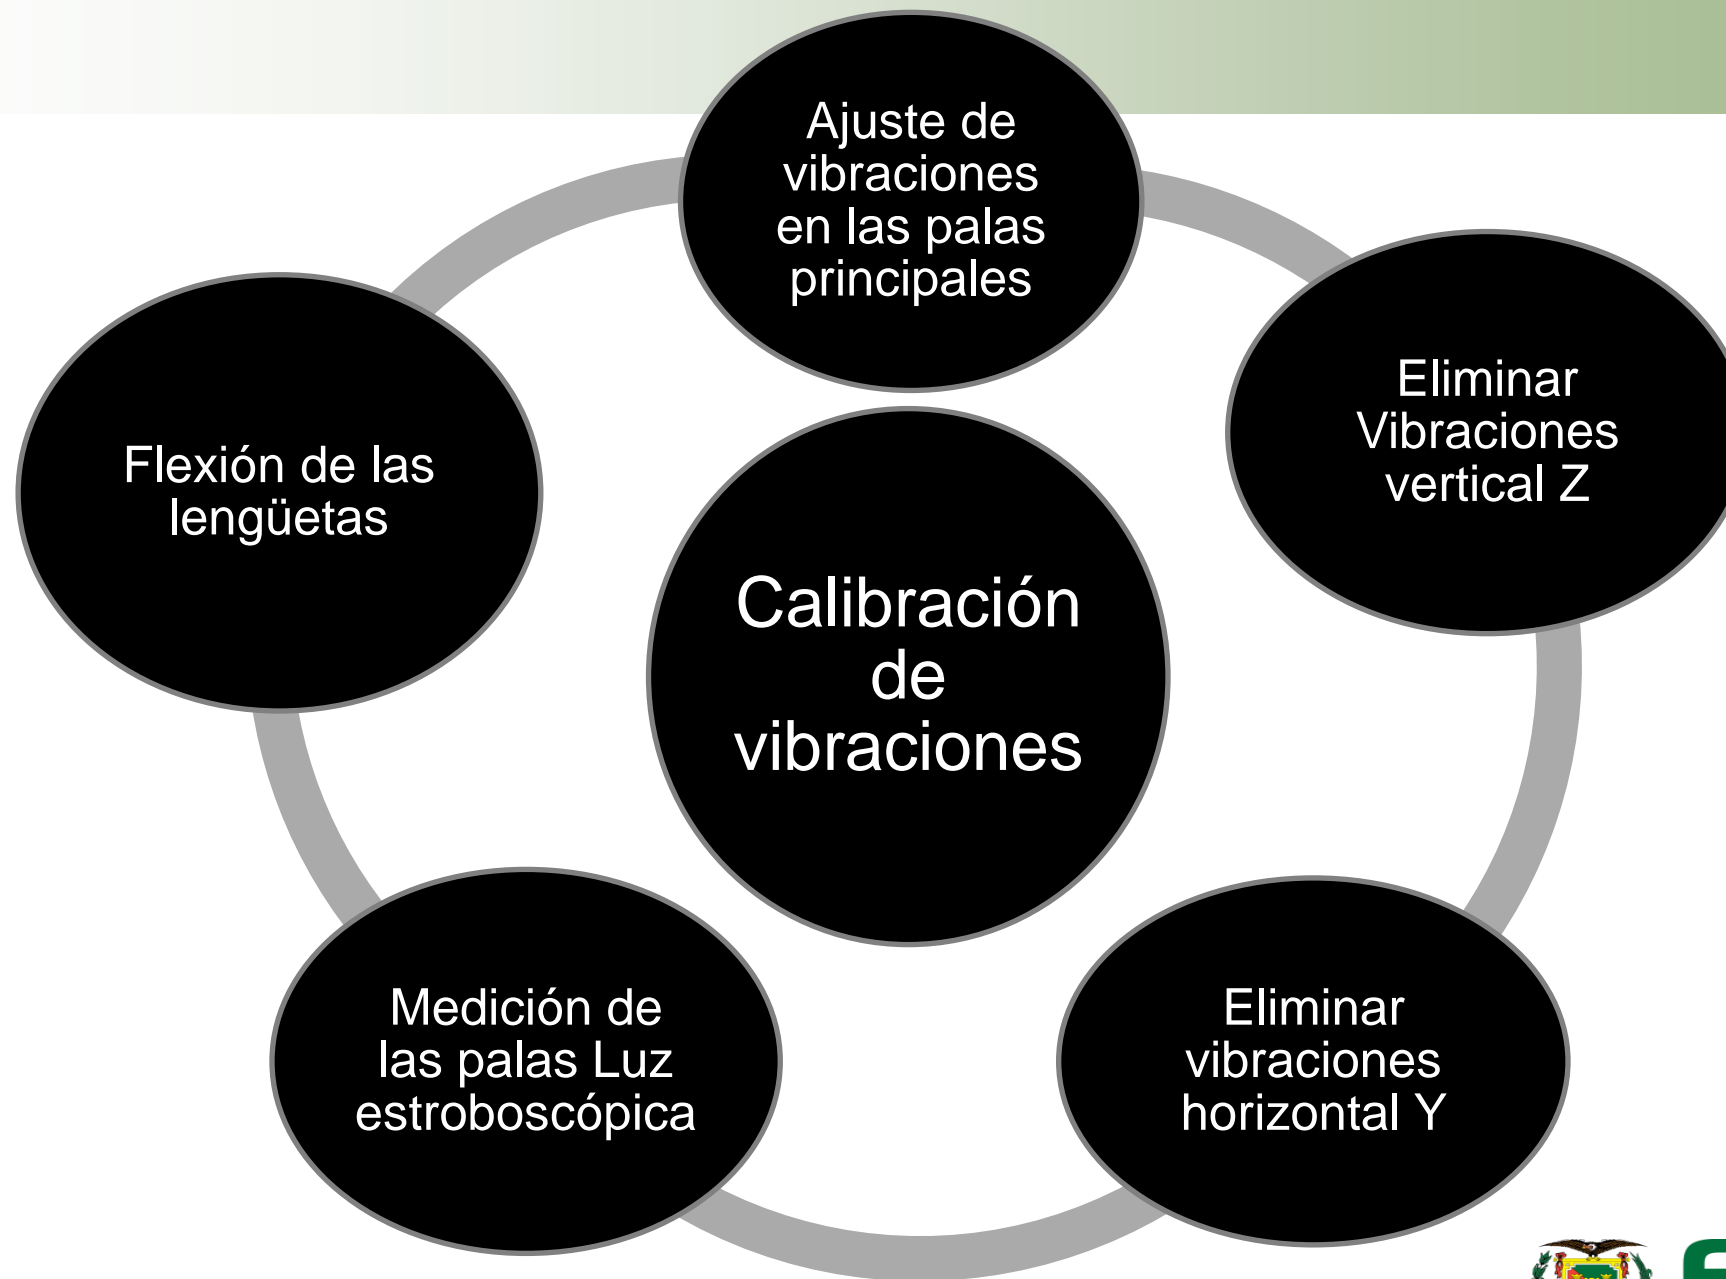 Ajuste de
vibraciones
en las palas
principales
Eliminar
Vibraciones
vertical Z
Flexión de las
lengüetas
Calibración
de
vibraciones
Medición de
las palas Luz
estroboscópica
Eliminar
vibraciones
horizontal Y